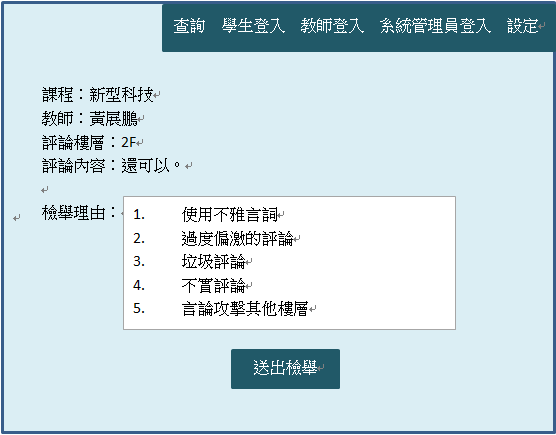 查詢 學生登入 教師登入 系統管理員登入 設定
課程：新型科技
教師：黃展鵬
評論樓層：2F
評論內容：還可以。
檢舉理由：
1. 使用不雅言詞
2. 過度偏激的評論
3. 垃圾評論
4. 不實評論
5. 言論攻擊其他樓層
送出檢舉